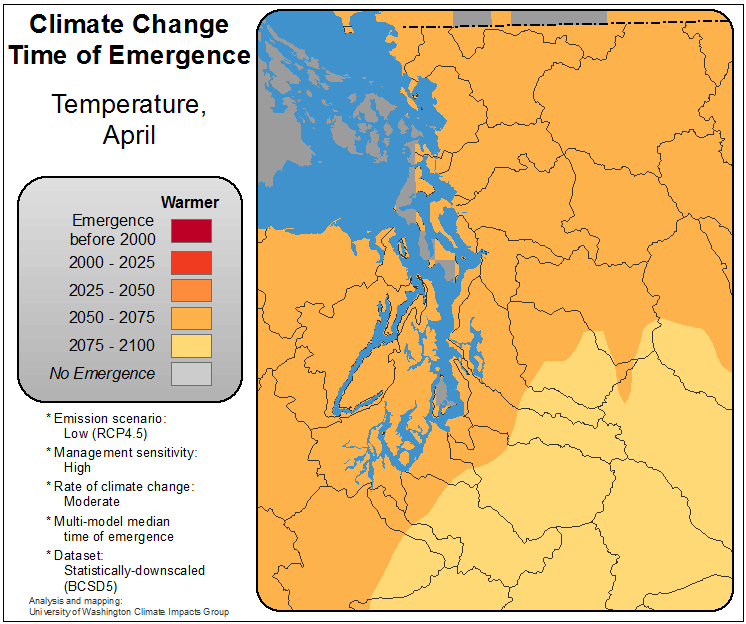 Climate Change
Time of Emergence
Temperature,
April
Warmer
Emergence
before 2000
2000 - 2025
2025 - 2050
2050 - 2075
2075 - 2100
No Emergence
* Emission scenario:
Low (RCP4.5)
* Management sensitivity:
High
* Rate of climate change:
Moderate
* Multi-model median
time of emergence
* Dataset:
Statistically-downscaled
(BCSD5)
Analysis and mapping:
University of Washington Climate Impacts Group